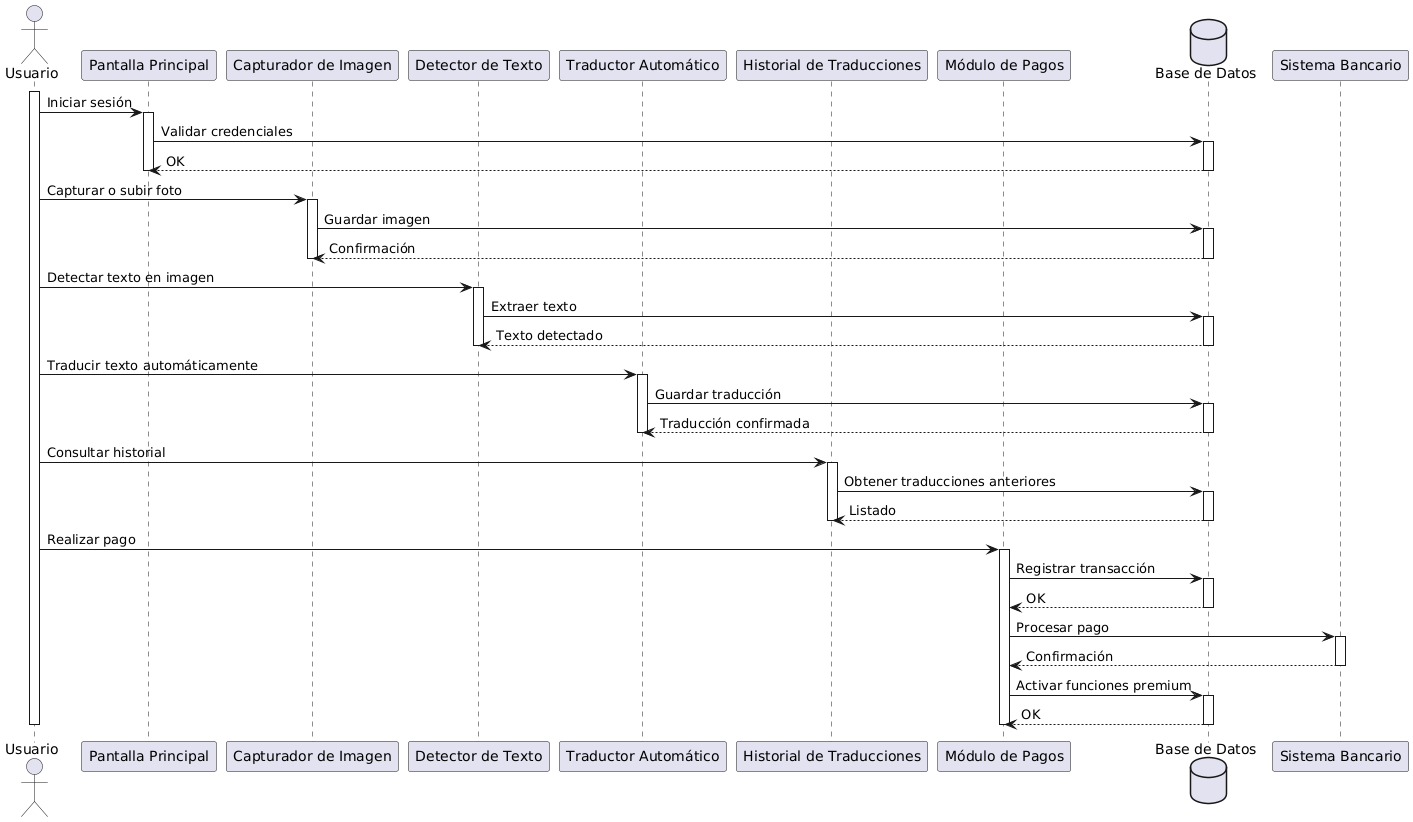 Usuario
Pantalla Principal
Capturador de Imagen
Detector de Texto
Traductor Automático
Historial de Traducciones
Módulo de Pagos
Base de Datos
Sistema Bancario
Iniciar sesión
Validar credenciales
OK
Capturar o subir foto
Guardar imagen
Confirmación
Detectar texto en imagen
Extraer texto
Texto detectado
Traducir texto automáticamente
Guardar traducción
Traducción confirmada
Consultar historial
Obtener traducciones anteriores
Listado
Realizar pago
Registrar transacción
OK
Procesar pago
Confirmación
Activar funciones premium
OK
Usuario
Pantalla Principal
Capturador de Imagen
Detector de Texto
Traductor Automático
Historial de Traducciones
Módulo de Pagos
Base de Datos
Sistema Bancario